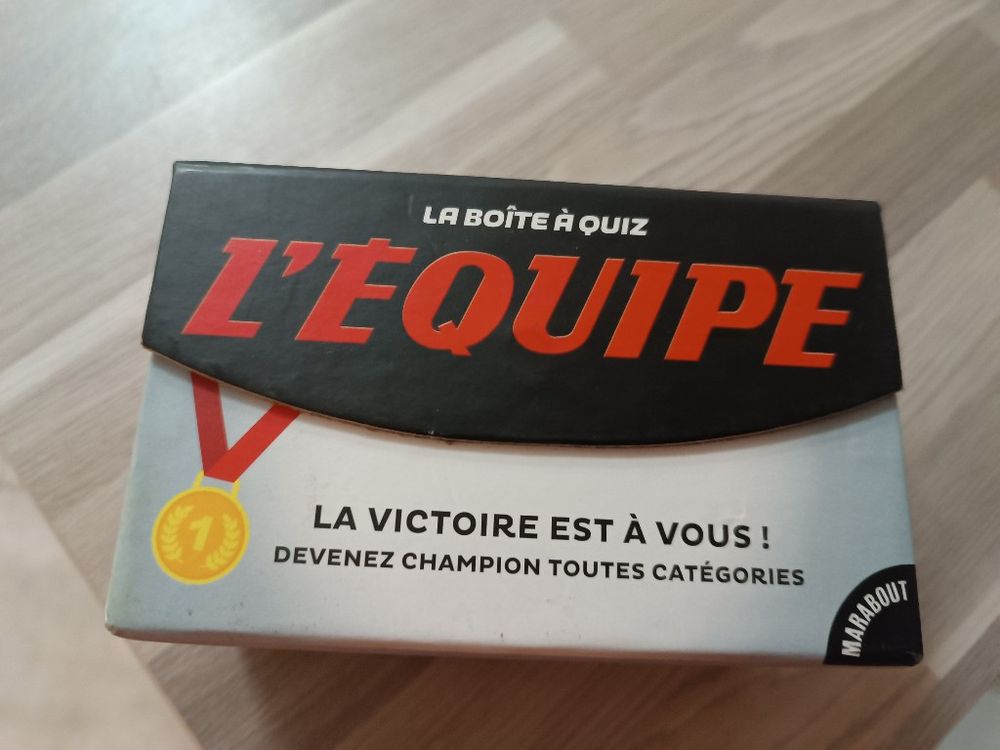 LA BOÎTE À QUIZ
L'ÉQUIPE
1
LA VICTOIRE EST À VOUS !
DEVENEZ CHAMPION TOUTES CATÉGORIES
MARABOUT